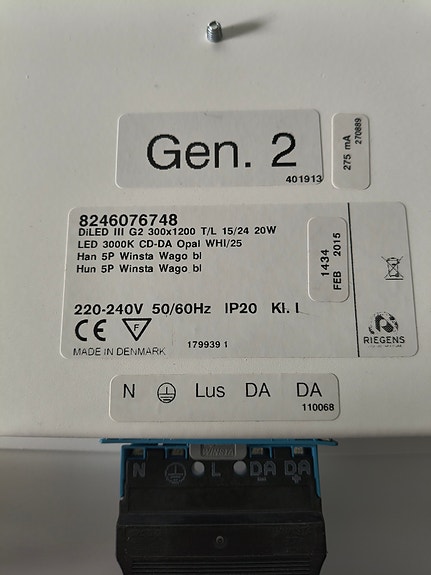 Gen. 2
401913
275 mA
270889
8246076748
DiLED III G2 300x1200 T/L 15/24 20W
LED 3000K CD-DA Opal WHI/25
Han 5P Winsta Wago bl
Hun 5P Winsta Wago bl
1434
FEB 2015
220-240V 50/60Hz IP20 Kl. I
CE F
MADE IN DENMARK
179939 1
RIEGENS
N Lus DA DA
110068
WINSTA
N L DA DA
- +